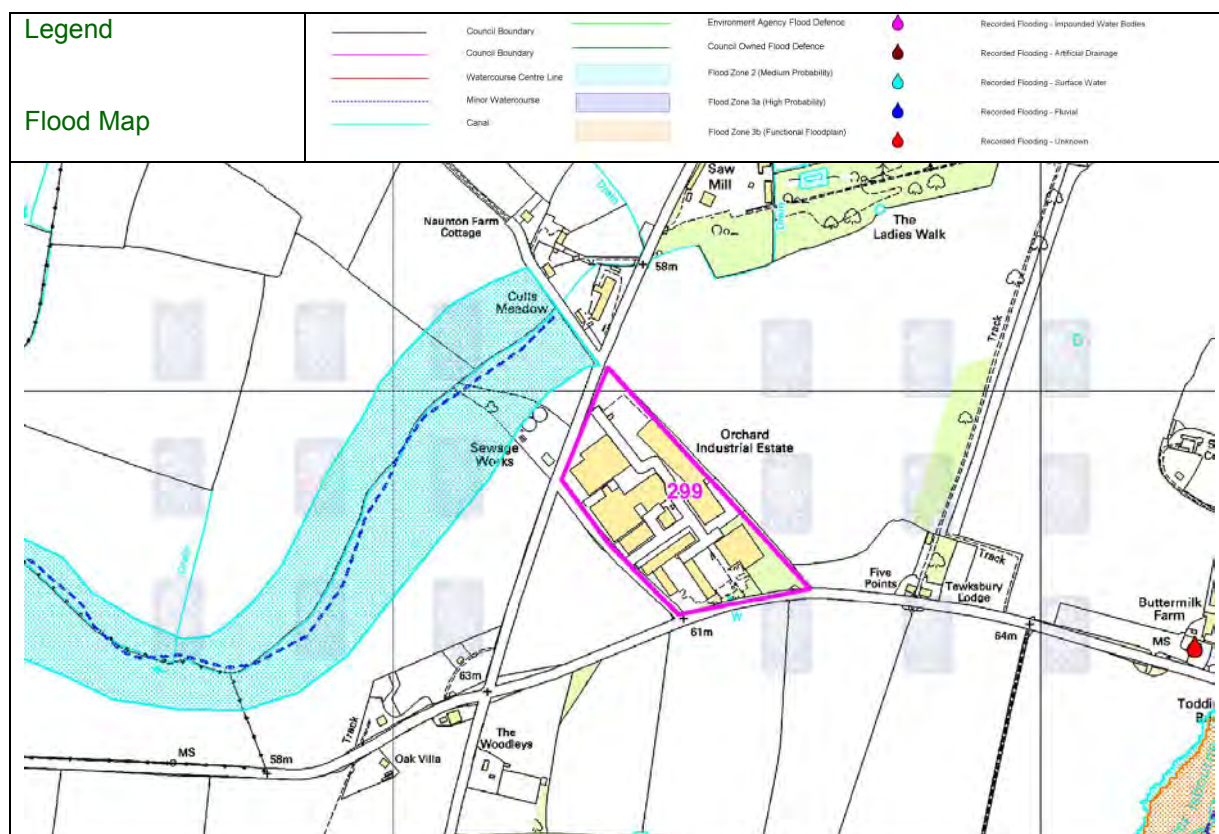 Legend
Flood Map
Council Boundary
Council Boundary
Watercourse Centre Line
Minor Watercourse
Canal
Environment Agency Flood Defence
Council Owned Flood Defence
Flood Zone 2 (Medium Probability)
Flood Zone 3a (High Probability)
Flood Zone 3b (Functional Floodplain)
Recorded Flooding - Impounded Water Bodies
Recorded Flooding - Artificial Drainage
Recorded Flooding - Surface Water
Recorded Flooding - Fluvial
Recorded Flooding - Unknown
Saw
Mill
Drain
Drain
Naunton Farm
Cottage
The
Ladies Walk
58m
Cults
Meadow
Track
D
Orchard
Industrial Estate
Sewage
Works
299
Drain
Track
Five
Points
Tewksbury
Lodge
Buttermilk
Farm
MS
W
61m
64m
63m
Track
The
Woodleys
MS
58m
Oak Villa